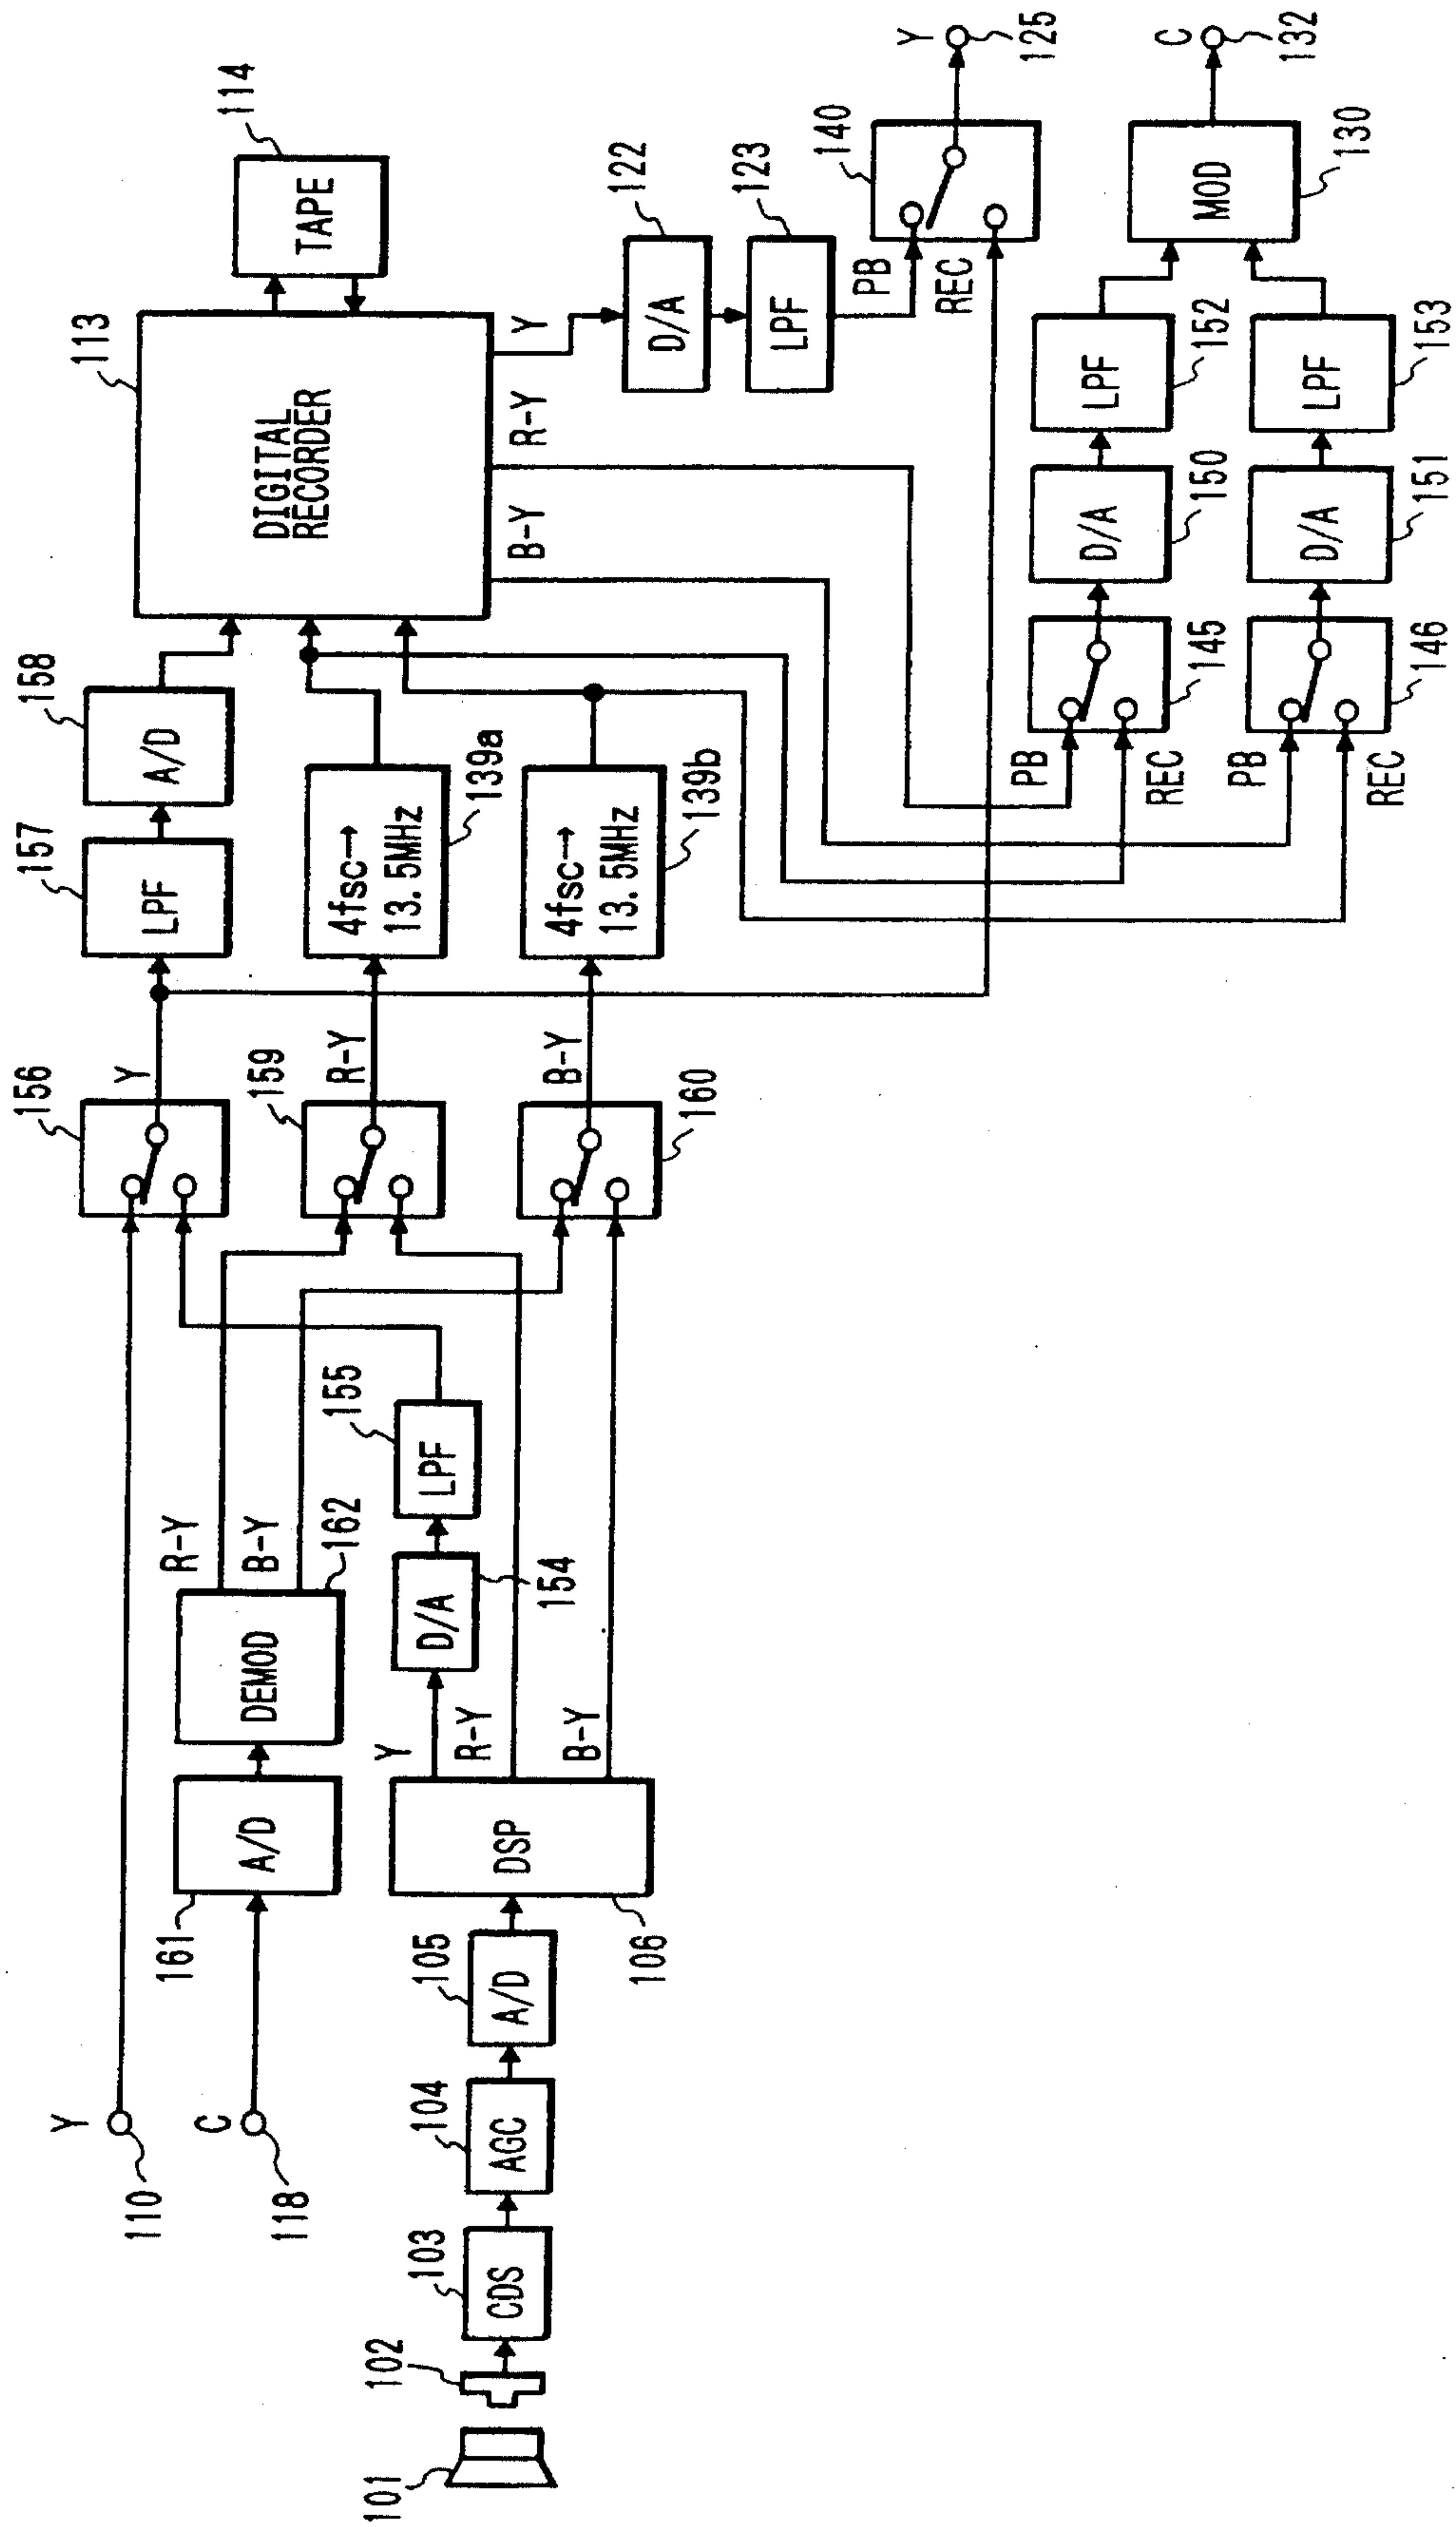 Y
110
C
118
161
A/D
DEMOD
162
R-Y
B-Y
101
102
CDS
103
AGC
104
A/D
105
DSP
106
Y
R-Y
B-Y
D/A
154
LPF
155
156
Y
159
R-Y
160
B-Y
LPF
157
A/D
158
4fsc→
13.5MHz
139a
4fsc→
13.5MHz
139b
DIGITAL
RECORDER
113
TAPE
114
B-Y
R-Y
Y
D/A
122
LPF
123
PB
REC
140
Y
125
PB
REC
145
D/A
150
LPF
152
PB
REC
146
D/A
151
LPF
153
MOD
130
C
132